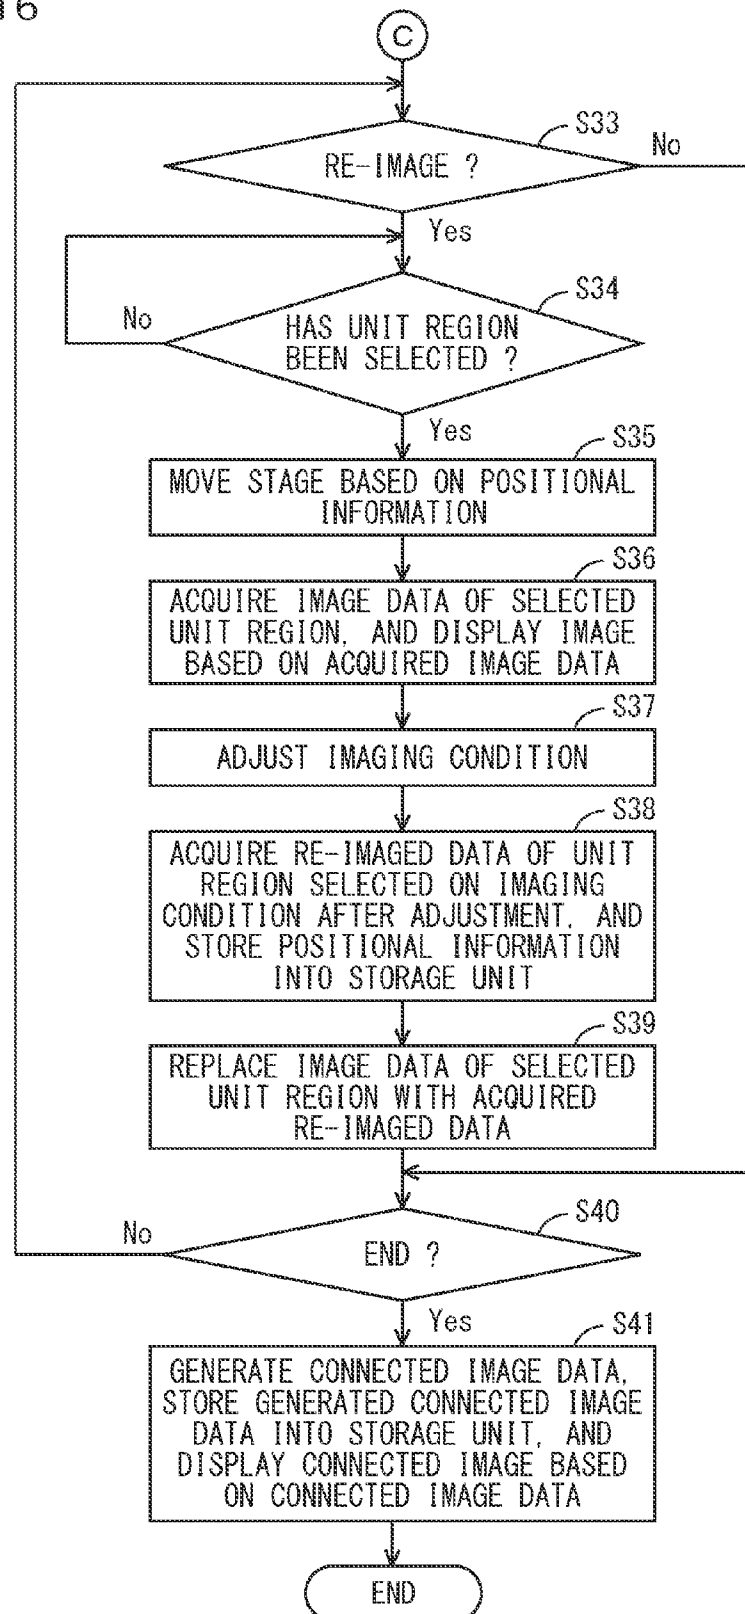 16
C
S33
RE-IMAGE ?
No
Yes
S34
No
HAS UNIT REGION
BEEN SELECTED ?
Yes
S35
MOVE STAGE BASED ON POSITIONAL
INFORMATION
S36
ACQUIRE IMAGE DATA OF SELECTED
UNIT REGION, AND DISPLAY IMAGE
BASED ON ACQUIRED IMAGE DATA
S37
ADJUST IMAGING CONDITION
S38
ACQUIRE RE-IMAGED DATA OF UNIT
REGION SELECTED ON IMAGING
CONDITION AFTER ADJUSTMENT, AND
STORE POSITIONAL INFORMATION
INTO STORAGE UNIT
S39
REPLACE IMAGE DATA OF SELECTED
UNIT REGION WITH ACQUIRED
RE-IMAGED DATA
S40
No
END ?
Yes
S41
GENERATE CONNECTED IMAGE DATA,
STORE GENERATED CONNECTED IMAGE
DATA INTO STORAGE UNIT, AND
DISPLAY CONNECTED IMAGE BASED
ON CONNECTED IMAGE DATA
END